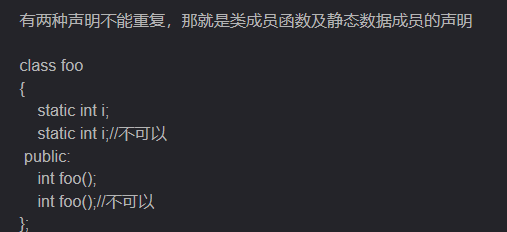 有两种声明不能重复，那就是类成员函数及静态数据成员的声明
class foo
{
static int i;
static int i;//不可以
public:
int foo();
int foo();//不可以
};